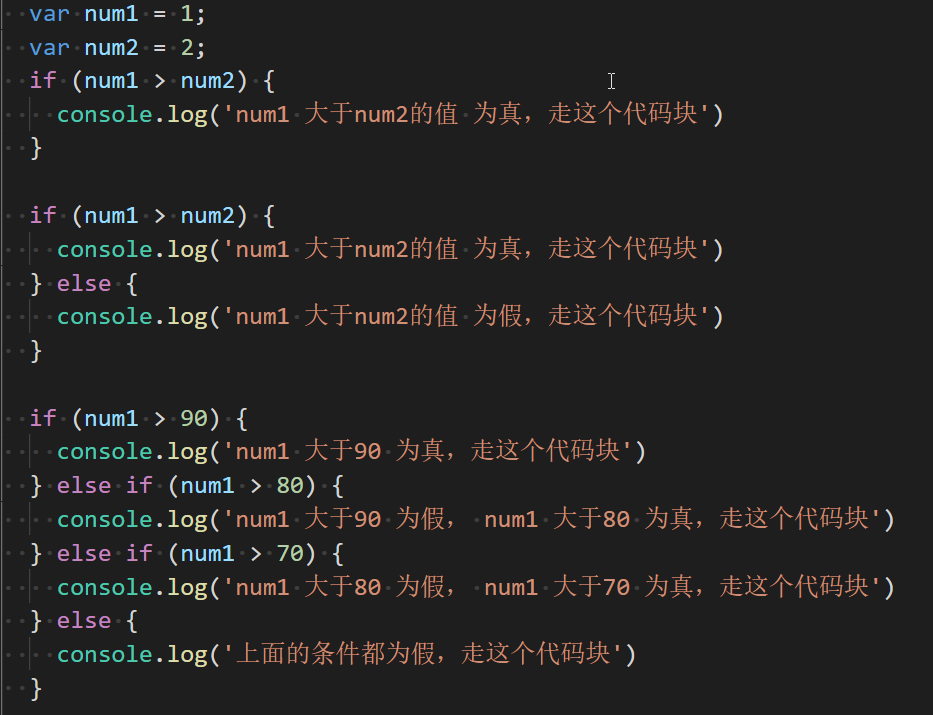 var num1 = 1;
var num2 = 2;
if (num1 > num2) {
console.log('num1 大于num2的值 为真，走这个代码块')
}
if (num1 > num2) {
console.log('num1 大于num2的值 为真，走这个代码块')
} else {
console.log('num1 大于num2的值 为假，走这个代码块')
}
if (num1 > 90) {
console.log('num1 大于90 为真，走这个代码块')
} else if (num1 > 80) {
console.log('num1 大于90 为假， num1 大于80 为真，走这个代码块')
} else if (num1 > 70) {
console.log('num1 大于80 为假， num1 大于70 为真，走这个代码块')
} else {
console.log('上面的条件都为假，走这个代码块')
}